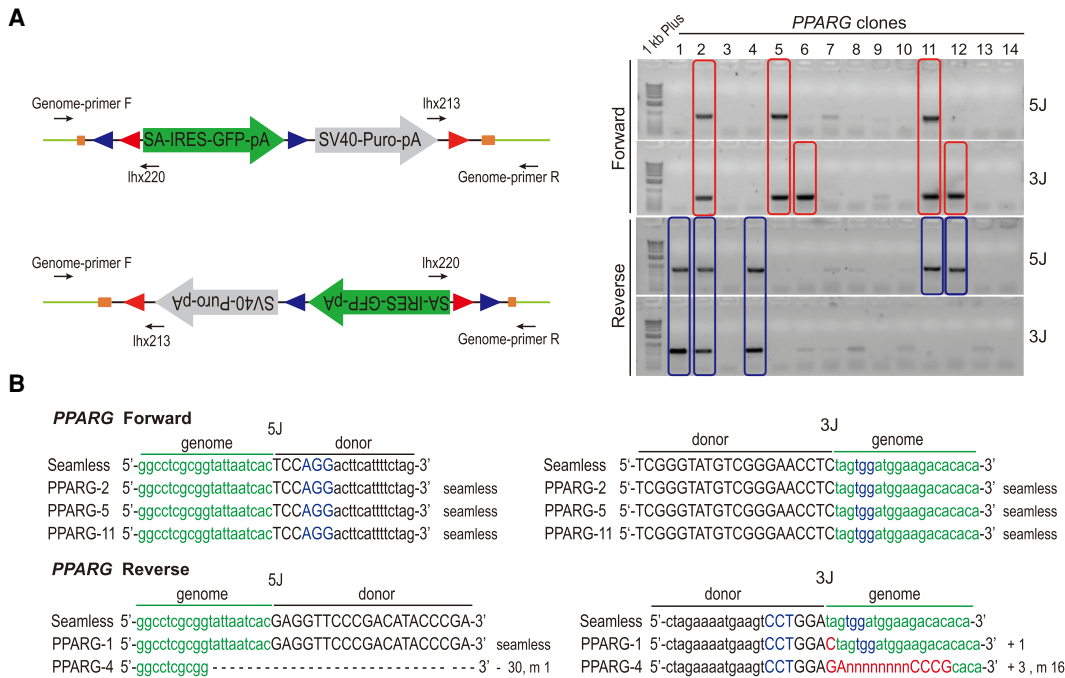 A
Genome-primer F
lhx213
SA-IRES-GFP-pA
SV40-Puro-pA
lhx220
Genome-primer R
Genome-primer F
lhx220
SV40-Puro-pA
SA-IRES-GFP-pA
lhx213
Genome-primer R
PPARG clones
1 kb Plus
1 2 3 4 5 6 7 8 9 10 11 12 13 14
Forward
5J
3J
Reverse
5J
3J
B
PPARG Forward
5J
genome donor
Seamless 5'-ggcctcgcggtattaatcacTCCAGGacttcattttctag-3'
PPARG-2 5'-ggcctcgcggtattaatcacTCCAGGacttcattttctag-3' seamless
PPARG-5 5'-ggcctcgcggtattaatcacTCCAGGacttcattttctag-3' seamless
PPARG-11 5'-ggcctcgcggtattaatcacTCCAGGacttcattttctag-3' seamless
3J
donor genome
Seamless 5'-TCGGGTATGTCGGGAACCTCtagtggatggaagacacaca-3'
PPARG-2 5'-TCGGGTATGTCGGGAACCTCtagtggatggaagacacaca-3' seamless
PPARG-5 5'-TCGGGTATGTCGGGAACCTCtagtggatggaagacacaca-3' seamless
PPARG-11 5'-TCGGGTATGTCGGGAACCTCtagtggatggaagacacaca-3' seamless
PPARG Reverse
5J
genome donor
Seamless 5'-ggcctcgcggtattaatcacGAGGTTCCCGACATACCCGA-3'
PPARG-1 5'-ggcctcgcggtattaatcacGAGGTTCCCGACATACCCGA-3' seamless
PPARG-4 5'-ggcctcgcgg------------------------------3' - 30, m 1
3J
donor genome
Seamless 5'-ctagaaaatgaagtCCTGGAtagtggatggaagacacaca-3'
PPARG-1 5'-ctagaaaatgaagtCCTGGACtagtggatggaagacacaca-3' + 1
PPARG-4 5'-ctagaaaatgaagtCCTGGAGAnnnnnnnnCCCGcaca-3' + 3 , m 16